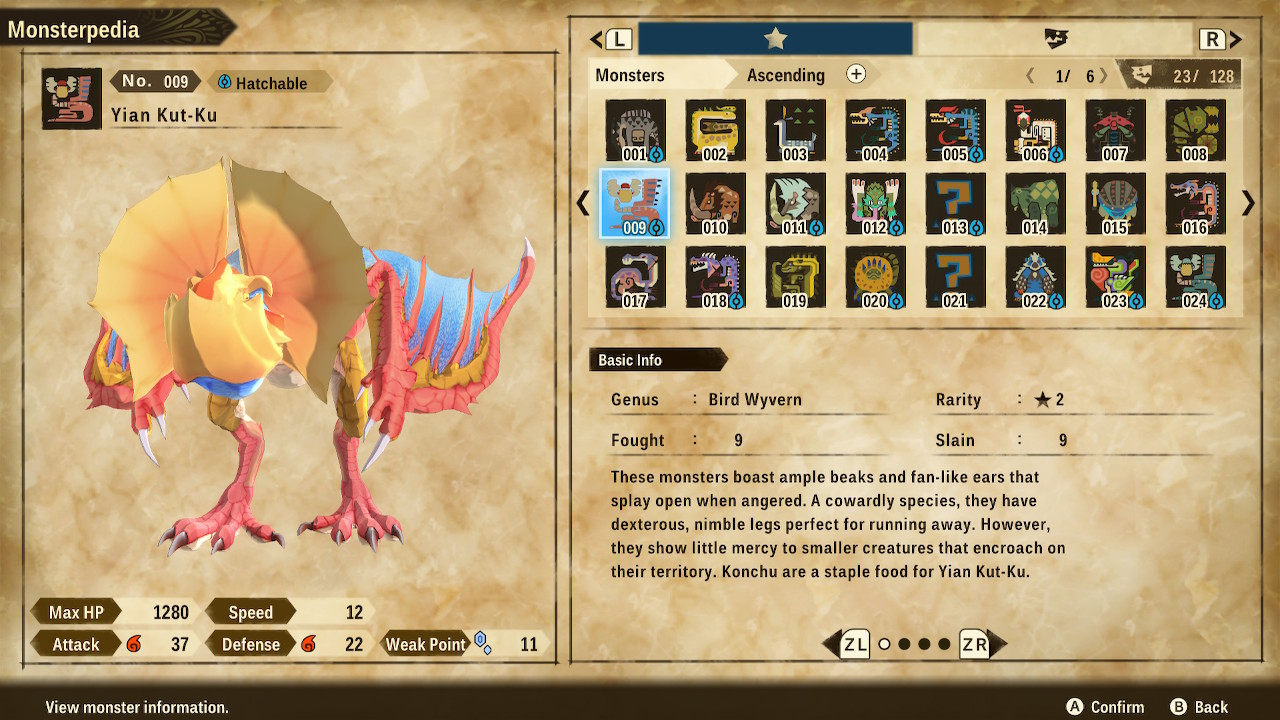 Monsterpedia
No. 009
Hatchable
Yian Kut-Ku
Max HP 1280
Speed 12
Attack 37
Defense 22
Weak Point 11
L
R
Monsters
Ascending
1/ 6
23/ 128
001 002 003 004 005 006 007 008
009 010 011 012 013 014 015 016
017 018 019 020 021 022 023 024
Basic Info
Genus : Bird Wyvern
Rarity : ★ 2
Fought : 9
Slain : 9
These monsters boast ample beaks and fan-like ears that
splay open when angered. A cowardly species, they have
dexterous, nimble legs perfect for running away. However,
they show little mercy to smaller creatures that encroach on
their territory. Konchu are a staple food for Yian Kut-Ku.
ZL ZR
View monster information.
A Confirm B Back